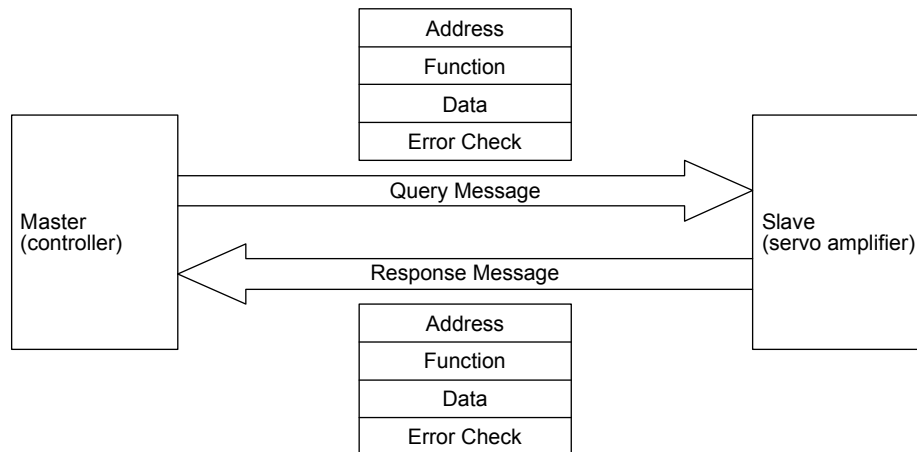 Address
Function
Data
Error Check
Query Message
Master
(controller)
Slave
(servo amplifier)
Response Message
Address
Function
Data
Error Check